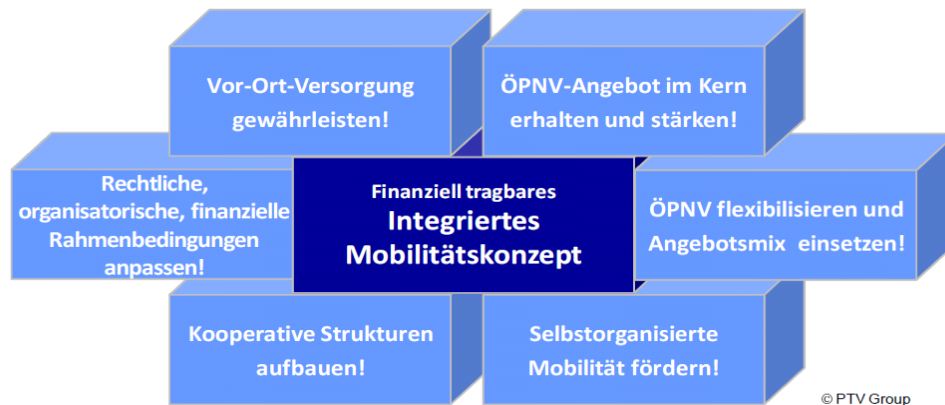 Vor-Ort-Versorgung
gewährleisten!
ÖPNV-Angebot im Kern
erhalten und stärken!
Rechtliche,
organisatorische, finanzielle
Rahmenbedingungen
anpassen!
Finanziell tragbares
Integriertes
Mobilitätskonzept
ÖPNV flexibilisieren und
Angebotsmix einsetzen!
Kooperative Strukturen
aufbauen!
Selbstorganisierte
Mobilität fördern!
© PTV Group